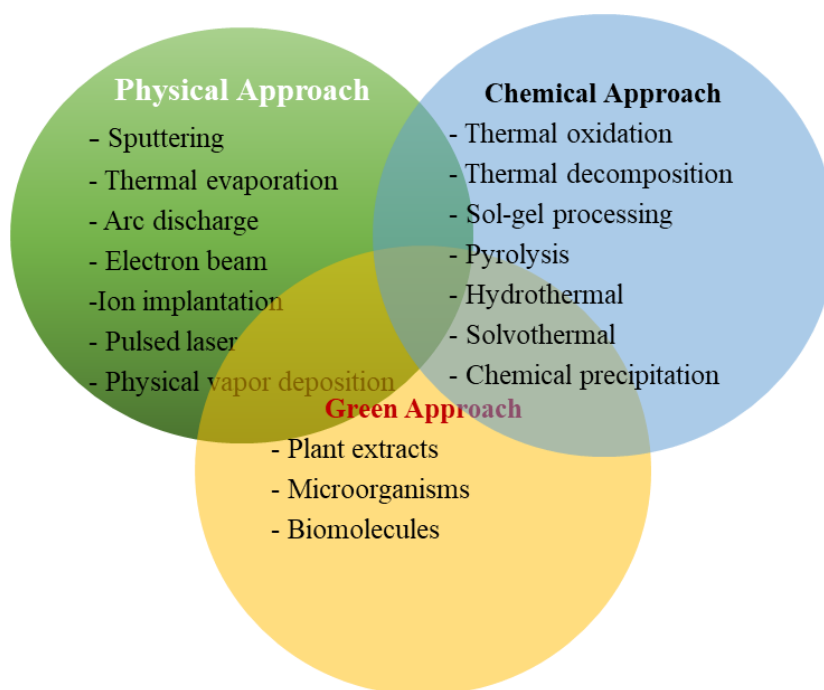 Physical Approach
- Sputtering
- Thermal evaporation
- Arc discharge
- Electron beam
-Ion implantation
- Pulsed laser
- Physical vapor deposition
Chemical Approach
- Thermal oxidation
- Thermal decomposition
- Sol-gel processing
- Pyrolysis
- Hydrothermal
- Solvothermal
- Chemical precipitation
Green Approach
- Plant extracts
- Microorganisms
- Biomolecules